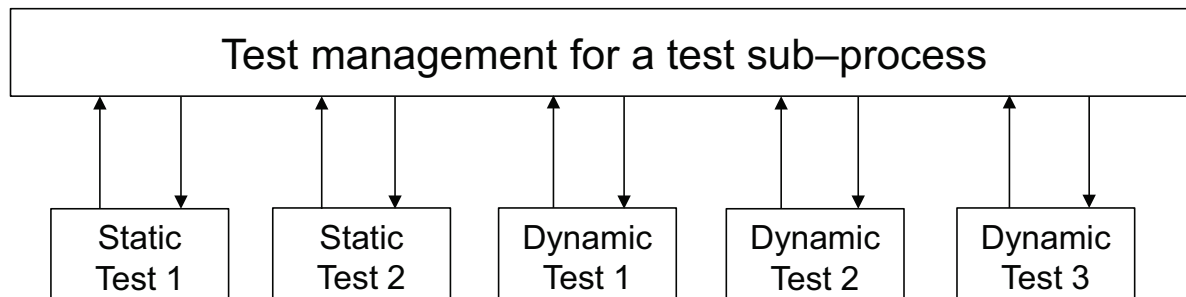 Test management for a test sub–process
Static
Test 1
Static
Test 2
Dynamic
Test 1
Dynamic
Test 2
Dynamic
Test 3